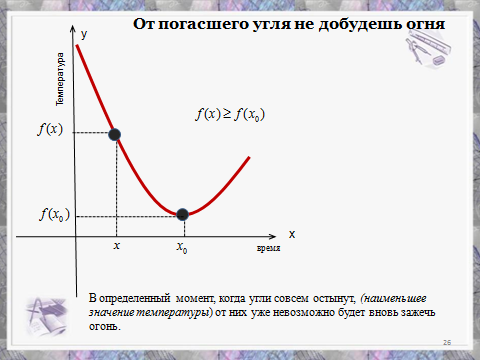 От погасшего угля не добудешь огня
y
Температура
f(x) ≥ f(x₀)
f(x)
f(x₀)
x
x₀
x
время
В определенный момент, когда угли совсем остынут, (наименьшее
значение температуры) от них уже невозможно будет вновь зажечь
огонь.
26